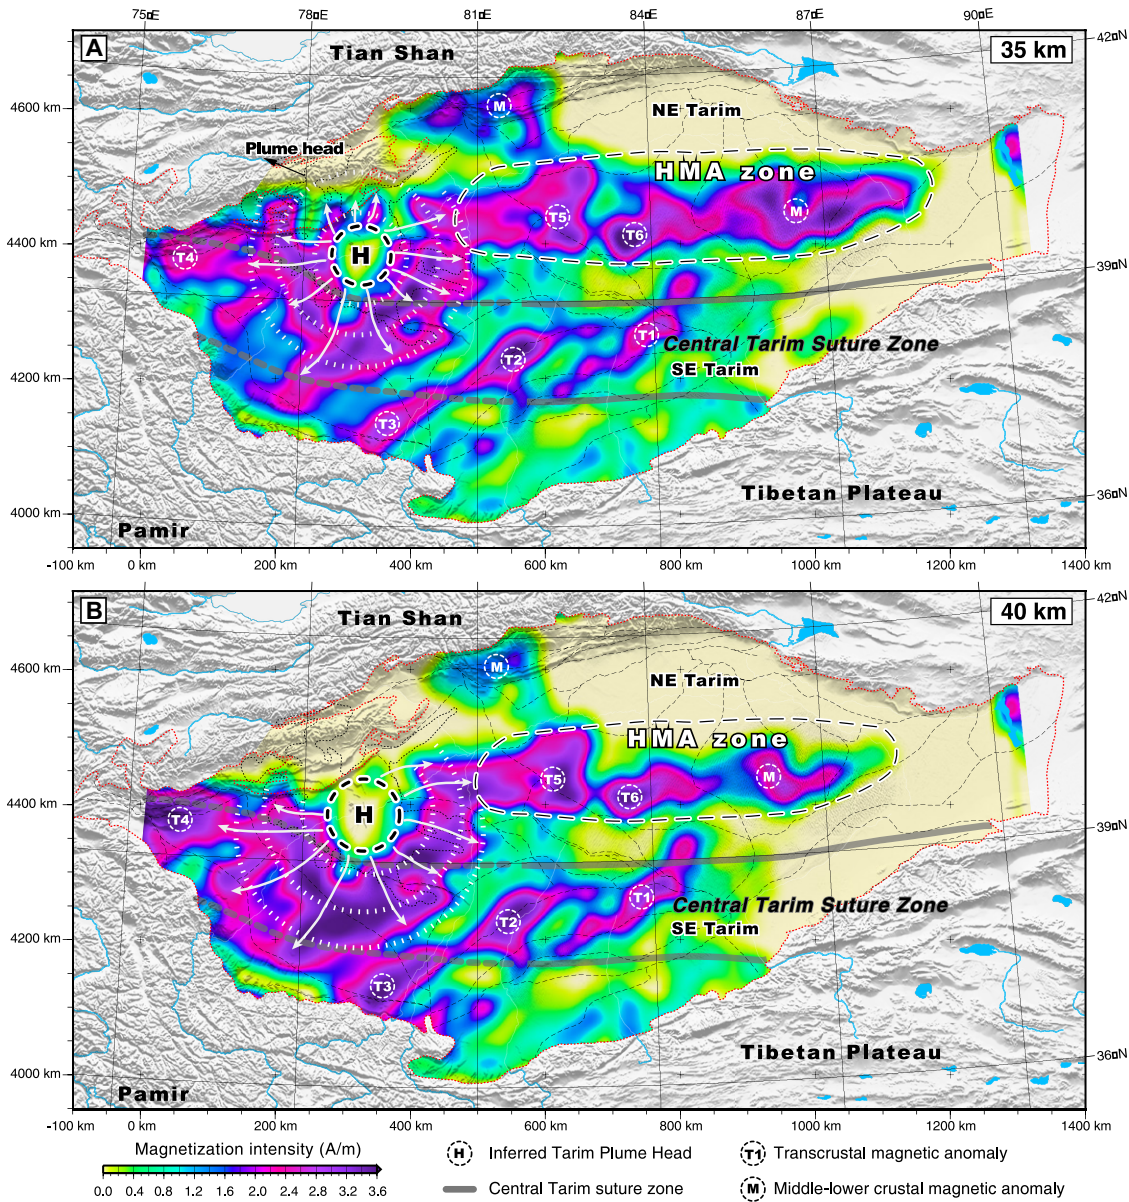 75¤E 78¤E 81¤E 84¤E 87¤E 90¤E
A
Tian Shan
35 km
42¤N
4600 km
M
NE Tarim
Plume head
HMA zone
T5
M
T6
4400 km
T4
H
39¤N
T1
Central Tarim Suture Zone
T2
SE Tarim
4200 km
T3
Tibetan Plateau
36¤N
4000 km
Pamir
-100 km 0 km 200 km 400 km 600 km 800 km 1000 km 1200 km 1400 km
B
Tian Shan
40 km
42¤N
4600 km
M
NE Tarim
HMA zone
T5
M
T6
4400 km
T4
H
39¤N
T1
Central Tarim Suture Zone
T2
SE Tarim
4200 km
T3
Tibetan Plateau
36¤N
4000 km
Pamir
-100 km 0 km 200 km 400 km 600 km 800 km 1000 km 1200 km 1400 km
Magnetization intensity (A/m)
0.0 0.4 0.8 1.2 1.6 2.0 2.4 2.8 3.2 3.6
H Inferred Tarim Plume Head
T1 Transcrustal magnetic anomaly
Central Tarim suture zone
M Middle-lower crustal magnetic anomaly